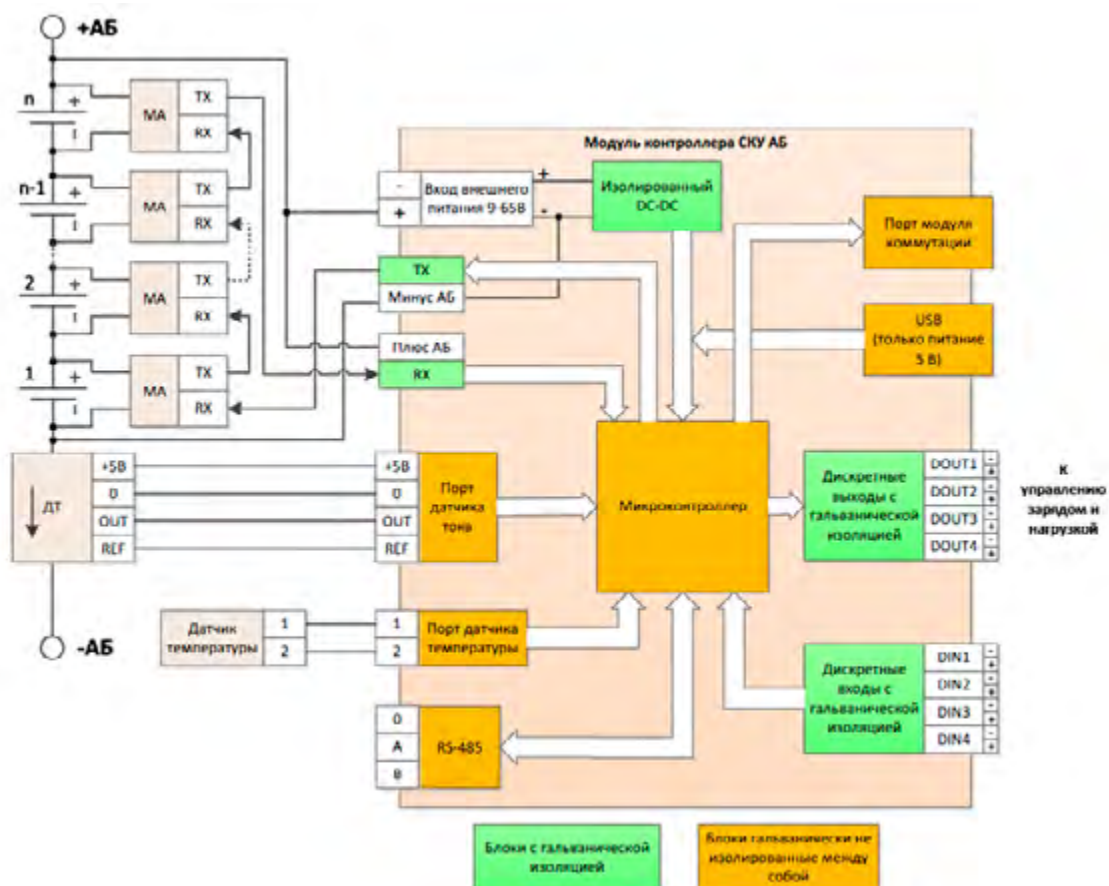 +АБ
n
+
МА
TX
RX
n-1
+
МА
TX
RX
2
+
МА
TX
RX
1
+
МА
TX
RX
Модуль контроллера СКУ АБ
-
+
Вход внешнего
питания 9-65В
+
-
Изолированный
DC-DC
Порт модуля
коммутации
TX
Минус АБ
USB
(только питание
5 В)
Плюс АБ
RX
ДТ
+5В
0
OUT
REF
+5В
0
OUT
REF
Порт
датчика
тока
Микроконтроллер
Дискретные
выходы с
гальванической
изоляцией
DOUT1
-
+
DOUT2
-
+
DOUT3
-
+
DOUT4
-
+
К
управлению
зарядом и
нагрузкой
-АБ
Датчик
температуры
1
2
1
2
Порт датчика
температуры
Дискретные
входы с
гальванической
изоляцией
DIN1
-
+
DIN2
-
+
DIN3
-
+
DIN4
-
+
0
A
B
RS-485
Блоки с гальванической
изоляцией
Блоки гальванически не
изолированные между
собой